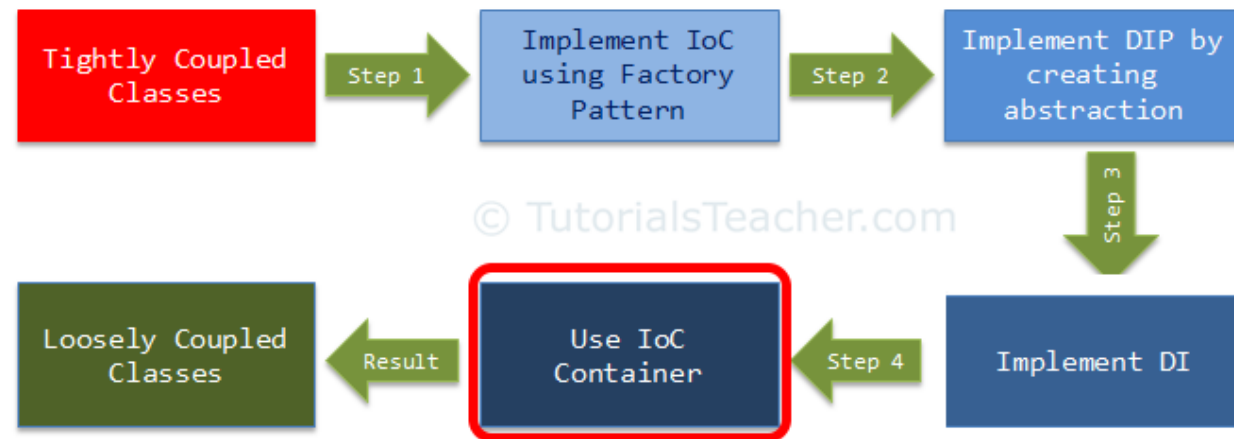 Tightly Coupled
Classes
Step 1
Implement IoC
using Factory
Pattern
Step 2
Implement DIP by
creating
abstraction
Step 3
© TutorialsTeacher.com
Loosely Coupled
Classes
Result
Use IoC
Container
Step 4
Implement DI